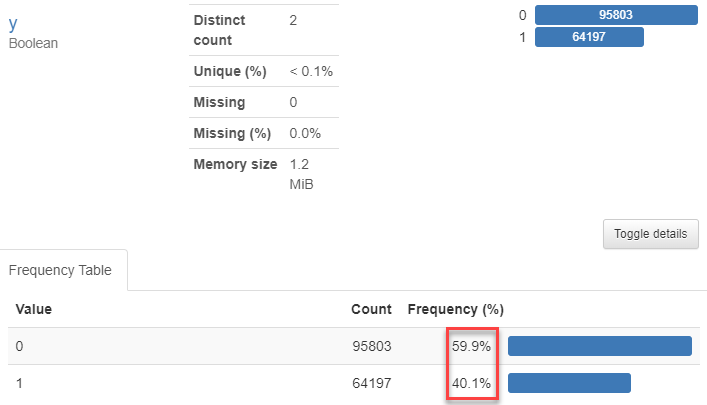 y
Boolean
Distinct count 2
Unique (%) < 0.1%
Missing 0
Missing (%) 0.0%
Memory size 1.2 MiB
0 95803
1 64197
Toggle details
Frequency Table
Value Count Frequency (%)
0 95803 59.9%
1 64197 40.1%